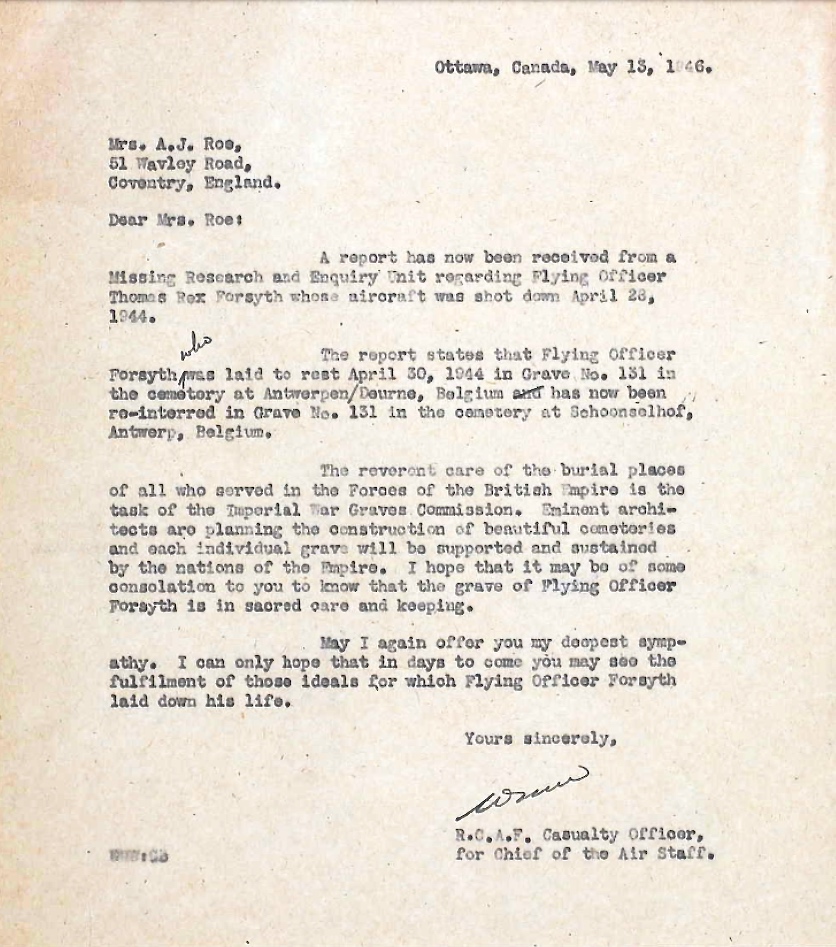 Ottawa, Canada, May 13, 1946.
Mrs. A.J. Roe,
51 Wavley Road,
Coventry, England.
Dear Mrs. Roe:
A report has now been received from a
Missing Research and Enquiry Unit regarding Flying Officer
Thomas Rex Forsyth whose aircraft was shot down April 28,
1944.
who
The report states that Flying Officer
Forsyth, was laid to rest April 30, 1944 in Grave No. 131 in
the cemetery at Antwerpen/Deurne, Belgium and has now been
re-interred in Grave No. 131 in the cemetery at Schoonselhof,
Antwerp, Belgium.
The reverent care of the burial places
of all who served in the Forces of the British Empire is the
task of the Imperial War Graves Commission. Eminent archi-
tects are planning the construction of beautiful cemeteries
and each individual grave will be supported and sustained
by the nations of the Empire. I hope that it may be of some
consolation to you to know that the grave of Flying Officer
Forsyth is in sacred care and keeping.
May I again offer you my deepest symp-
athy. I can only hope that in days to come you may see the
fulfilment of those ideals for which Flying Officer Forsyth
laid down his life.
Yours sincerely,
R.C.A.F. Casualty Officer,
for Chief of the Air Staff.